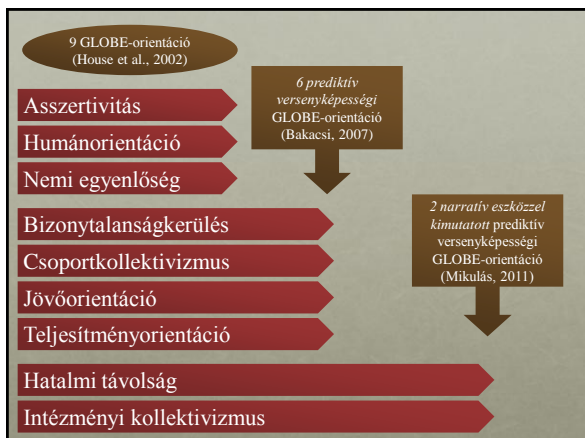 9 GLOBE-orientáció
(House et al., 2002)
6 prediktív
versenyképességi
GLOBE-orientáció
(Bakacsi, 2007)
Asszertivitás
Humánorientáció
Nemi egyenlőség
2 narratív eszközzel
kimutatott prediktív
versenyképességi
GLOBE-orientáció
(Mikulás, 2011)
Bizonytalanságkerülés
Csoportkollektivizmus
Jövőorientáció
Teljesítményorientáció
Hatalmi távolság
Intézményi kollektivizmus